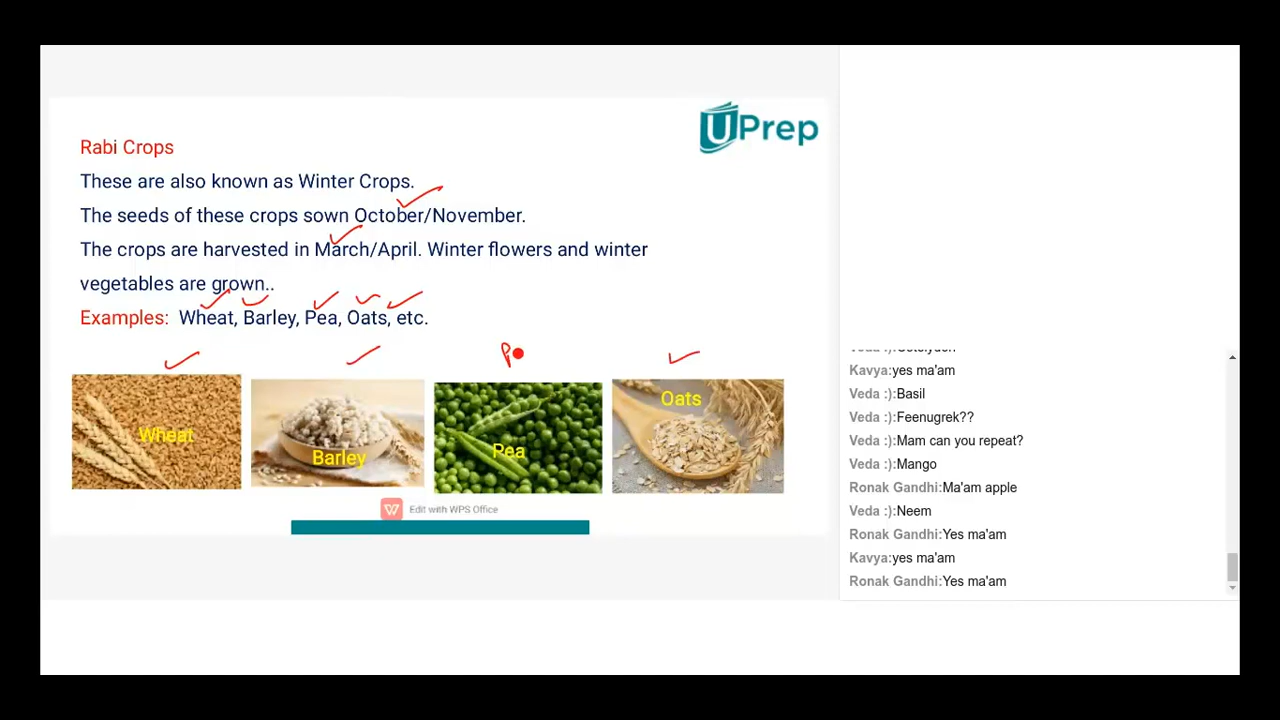 UPrep
Rabi Crops
These are also known as Winter Crops.
The seeds of these crops sown October/November.
The crops are harvested in March/April. Winter flowers and winter
vegetables are grown..
Examples: Wheat, Barley, Pea, Oats, etc.
P
Wheat
Barley
Pea
Oats
Edit with WPS Office
Kavya:yes ma'am
Veda :):Basil
Veda :):Feenugrek??
Veda :):Mam can you repeat?
Veda :):Mango
Ronak Gandhi:Ma'am apple
Veda :):Neem
Ronak Gandhi:Yes ma'am
Kavya:yes ma'am
Ronak Gandhi:Yes ma'am